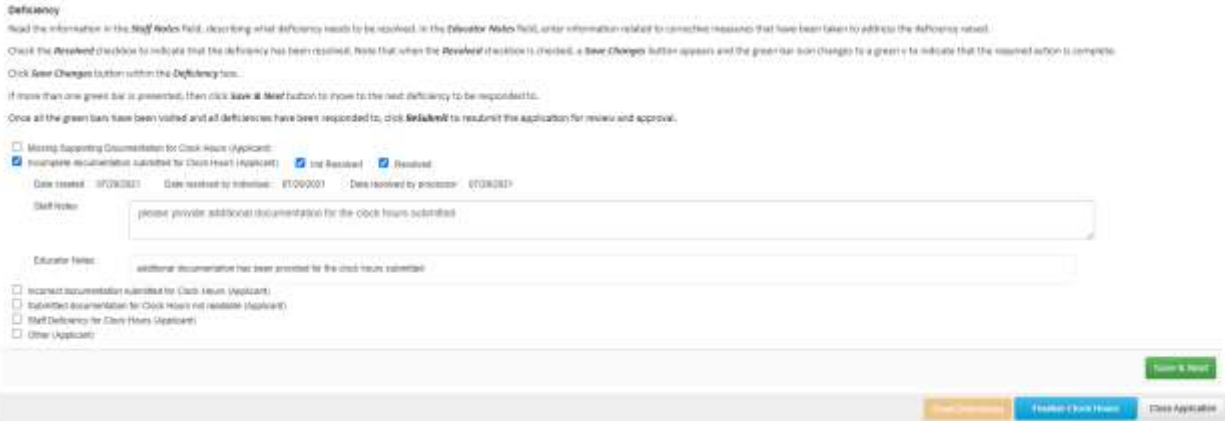 Deficiency
Read the information in the Staff Notes field, describing what deficiency needs to be resolved. In the Educator Notes field, enter information related to corrective measures that have been taken to address the deficiency raised.
Check the Resolved checkbox to indicate that the deficiency has been resolved. Note that when the Resolved checkbox is checked, a Save Changes button appears and the green bar icon changes to a green v to indicate that the required action is complete.
Click Save Changes button within the Deficiency box.
If more than one green bar is presented, then click Save & Next button to move to the next deficiency to be responded to.
Once all the green bars have been visited and all deficiencies have been responded to, click ReSubmit to resubmit the application for review and approval.
Missing Supporting Documentation for Clock Hours (Applicant)
Incomplete documentation submitted for Clock Hours (Applicant) Ind Resolved Resolved
Date created: 07/29/2021 Date resolved by individual: 07/29/2021 Date resolved by processor: 07/29/2021
Staff Notes: please provide additional documentation for the clock hours submitted
Educator Notes: additional documentation has been provided for the clock hours submitted
Incorrect documentation submitted for Clock Hours (Applicant)
Submitted documentation for Clock Hours not readable (Applicant)
Staff Deficiency for Clock Hours (Applicant)
Other (Applicant)
Save & Next
Finalize Clock Hours Close Application